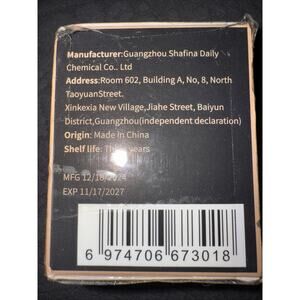 Manufacturer:Guangzhou Shafina Daily
Chemical Co.. Ltd
Address:Room 602, Building A, No, 8, North
TaoyuanStreet.
Xinkexia New Village,Jiahe Street, Baiyun
District,Guangzhou(independent declaration)
Origin: Made In China
Shelf life: years
MFG 12/18/2024
EXP 11/17/2027
6 974706 673018